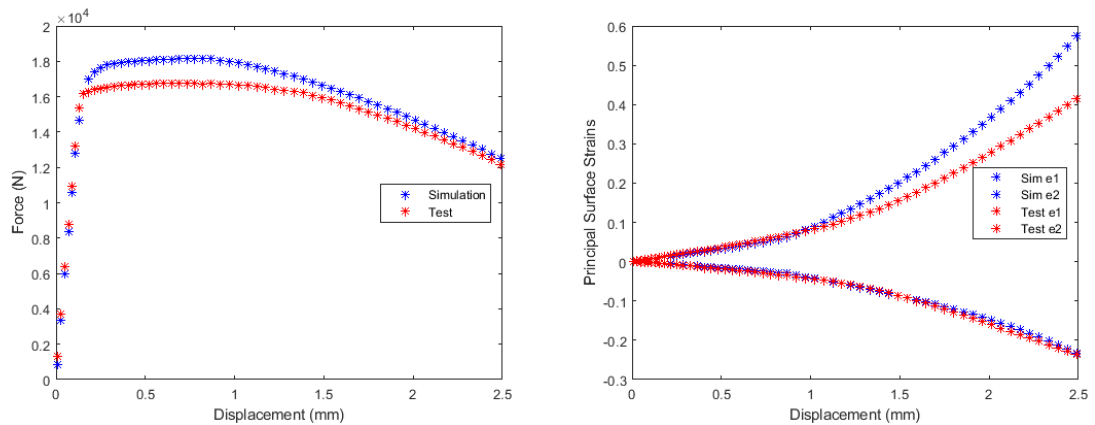 ×10⁴
2
1.8
1.6
1.4
1.2
1
0.8
0.6
0.4
0.2
0
Force (N)
Simulation
Test
0 0.5 1 1.5 2 2.5
Displacement (mm)
0.6
0.5
0.4
0.3
0.2
0.1
0
-0.1
-0.2
-0.3
Principal Surface Strains
Sim e1
Sim e2
Test e1
Test e2
0 0.5 1 1.5 2 2.5
Displacement (mm)